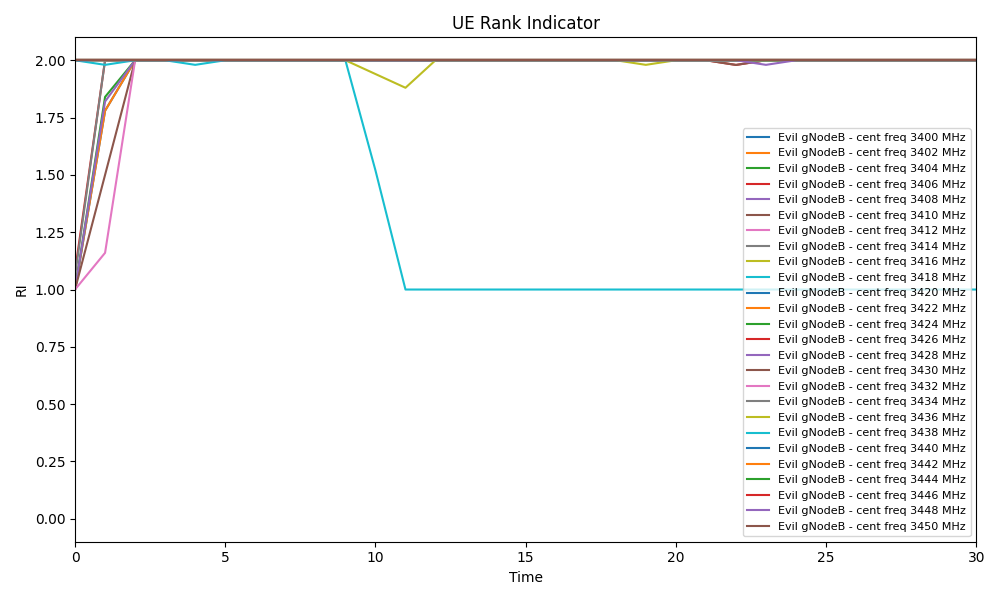 UE Rank Indicator
2.00
1.75
1.50
1.25
1.00
0.75
0.50
0.25
0.00
RI
0
5
10
15
20
25
30
Time
Evil gNodeB - cent freq 3400 MHz
Evil gNodeB - cent freq 3402 MHz
Evil gNodeB - cent freq 3404 MHz
Evil gNodeB - cent freq 3406 MHz
Evil gNodeB - cent freq 3408 MHz
Evil gNodeB - cent freq 3410 MHz
Evil gNodeB - cent freq 3412 MHz
Evil gNodeB - cent freq 3414 MHz
Evil gNodeB - cent freq 3416 MHz
Evil gNodeB - cent freq 3418 MHz
Evil gNodeB - cent freq 3420 MHz
Evil gNodeB - cent freq 3422 MHz
Evil gNodeB - cent freq 3424 MHz
Evil gNodeB - cent freq 3426 MHz
Evil gNodeB - cent freq 3428 MHz
Evil gNodeB - cent freq 3430 MHz
Evil gNodeB - cent freq 3432 MHz
Evil gNodeB - cent freq 3434 MHz
Evil gNodeB - cent freq 3436 MHz
Evil gNodeB - cent freq 3438 MHz
Evil gNodeB - cent freq 3440 MHz
Evil gNodeB - cent freq 3442 MHz
Evil gNodeB - cent freq 3444 MHz
Evil gNodeB - cent freq 3446 MHz
Evil gNodeB - cent freq 3448 MHz
Evil gNodeB - cent freq 3450 MHz